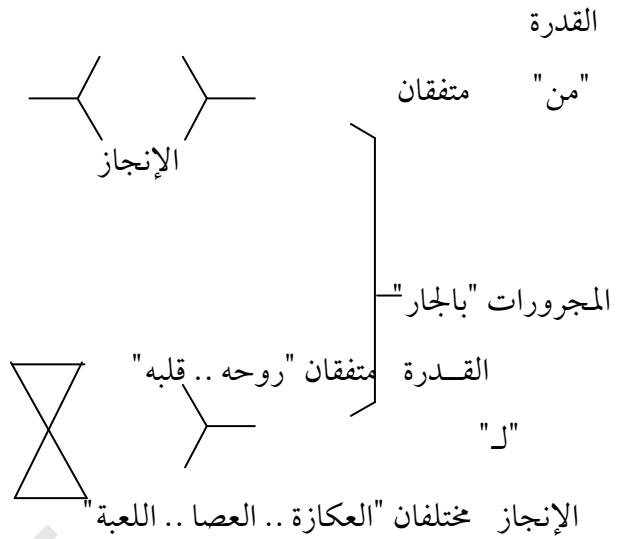 القدرة
"من" متفقان
الإنجاز
المجرورات "بالجار"
القــدرة متفقان "روحه .. قلبه"
"لـ"
الإنجاز مختلفان "العكازة .. العصا .. اللعبة"